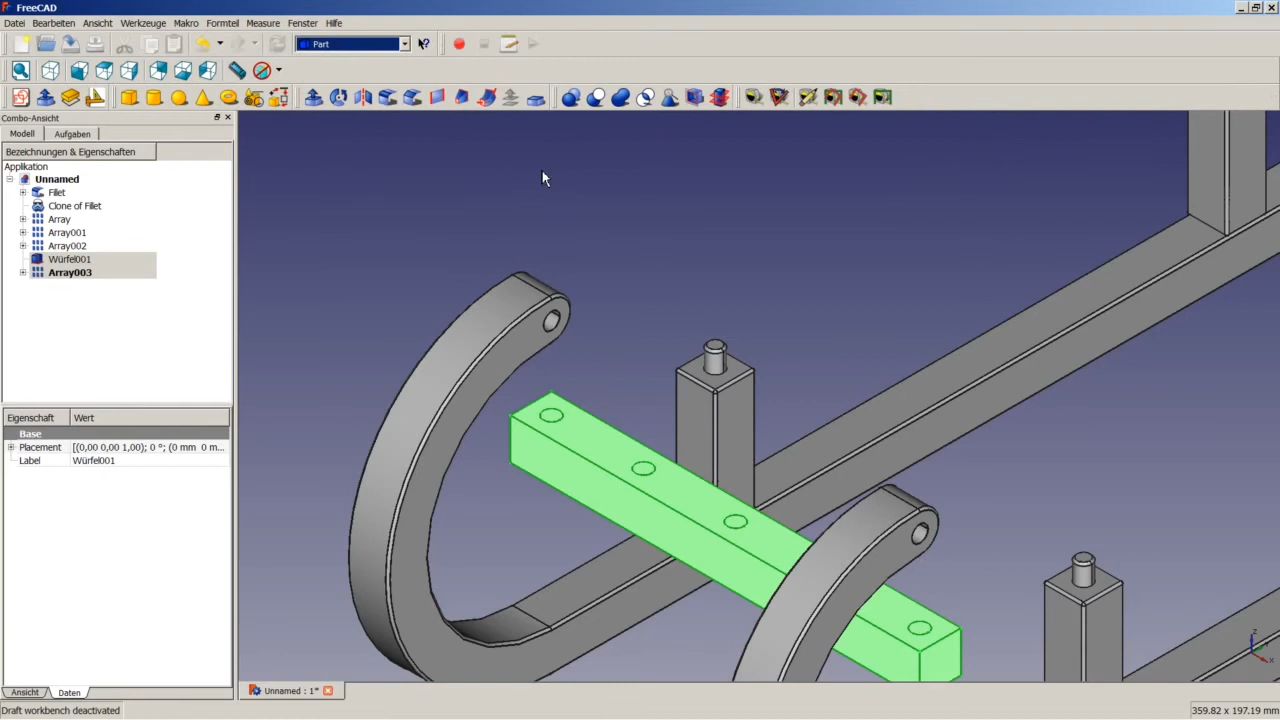 FreeCAD
Datei Bearbeiten Ansicht Werkzeuge Makro Formteil Measure Fenster Hilfe
Part
Combo-Ansicht
Modell Aufgaben
Bezeichnungen & Eigenschaften
Applikation
Unnamed
Fillet
Clone of Fillet
Array
Array001
Array002
Würfel001
Array003
Eigenschaft Wert
Base
Placement [(0,00 0,00 1,00); 0 °; (0 mm 0 m...
Label Würfel001
Ansicht Daten
Unnamed : 1*
Draft workbench deactivated
359.82 x 197.19 mm
z
x